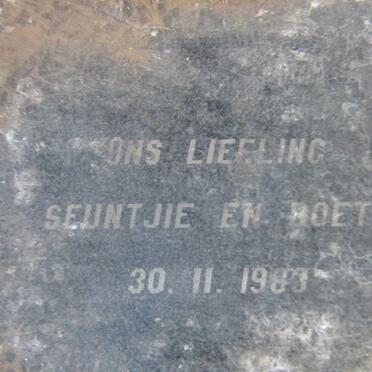 ONS LIEFLING
SEUNTJIE EN BOET
30. 11. 1983